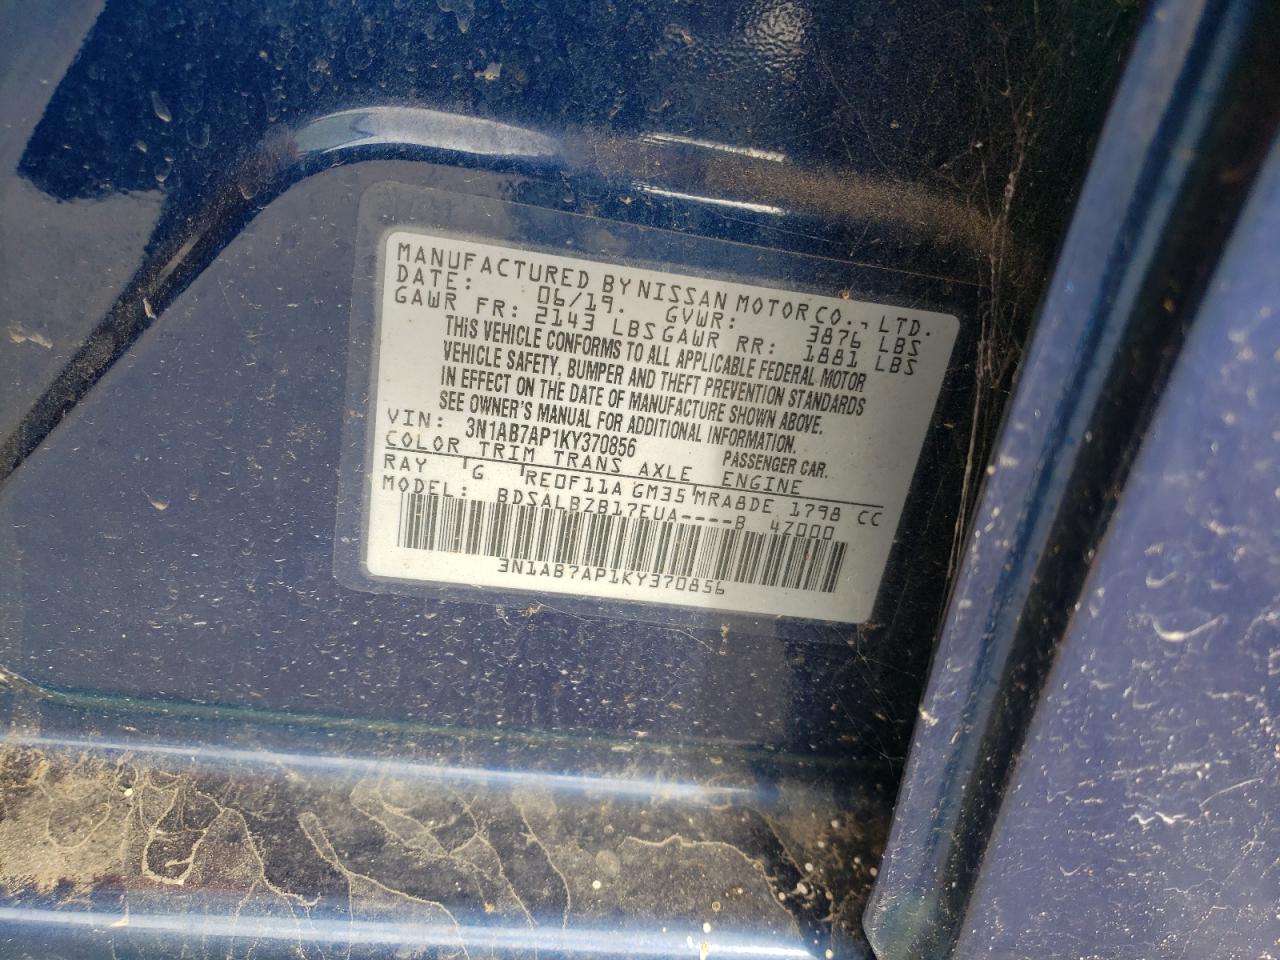 MANUFACTURED BY NISSAN MOTOR CO., LTD.
DATE: 06/19. GVWR: 3876 LBS
GAWR FR: 2143 LBS GAWR RR: 1881 LBS
THIS VEHICLE CONFORMS TO ALL APPLICABLE FEDERAL MOTOR
VEHICLE SAFETY, BUMPER AND THEFT PREVENTION STANDARDS
IN EFFECT ON THE DATE OF MANUFACTURE SHOWN ABOVE.
SEE OWNER'S MANUAL FOR ADDITIONAL INFORMATION.
VIN: 3N1AB7AP1KY370856 PASSENGER CAR.
COLOR TRIM TRANS AXLE ENGINE
RAY G RE0F11A GM35 MRA8DE 1798 CC
MODEL: BDSALBZB17EUA----B 4Z000
3N1AB7AP1KY370856